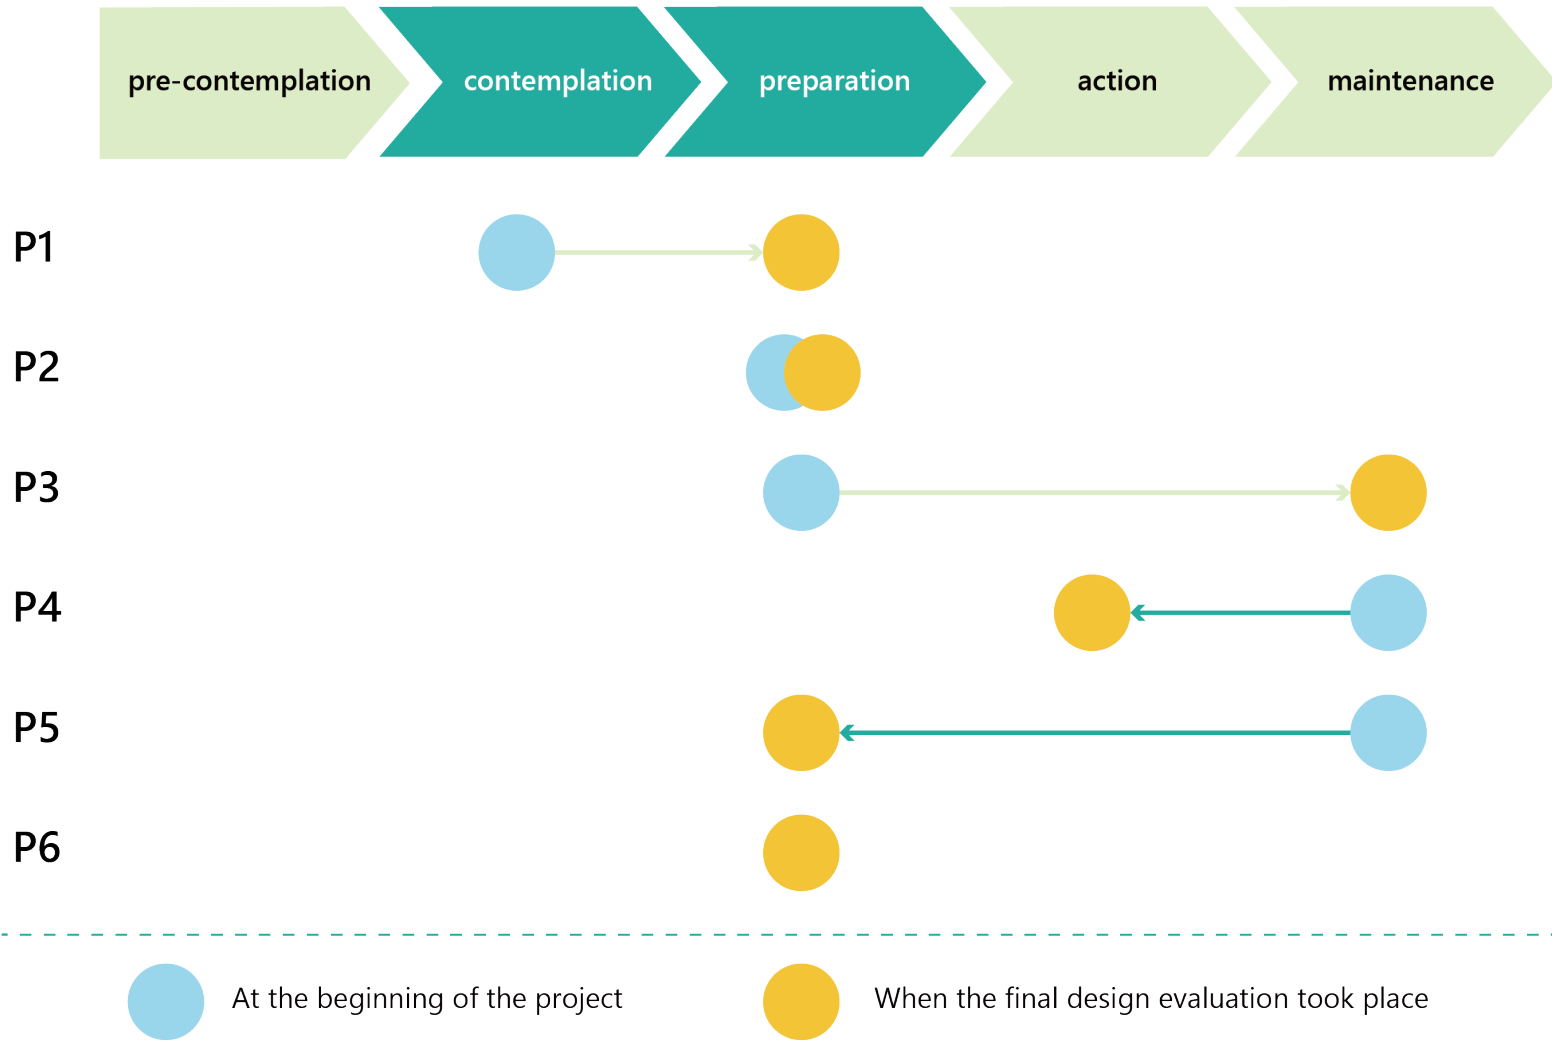 pre-contemplation
contemplation
preparation
action
maintenance
P1
P2
P3
P4
P5
P6
At the beginning of the project
When the final design evaluation took place